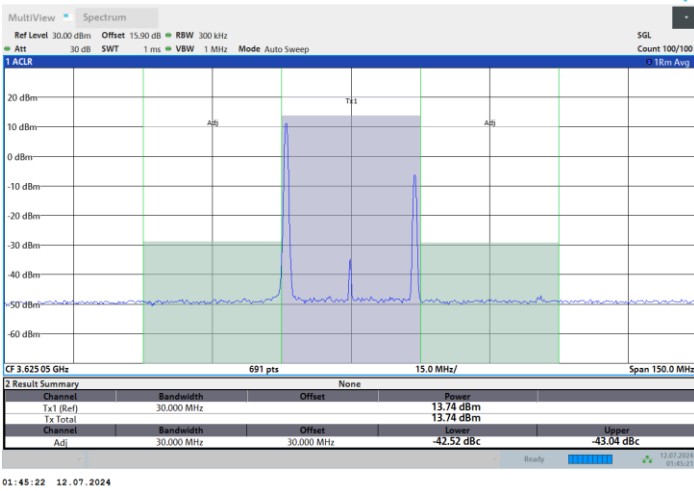 MultiView Spectrum
Ref Level 30.00 dBm Offset 15.90 dB RBW 300 kHz SGL
Att 30 dB SWT 1 ms VBW 1 MHz Mode Auto Sweep Count 100/100
1 ACLR 1Rm Avg
Tx1
20 dBm
Adj Adj
10 dBm
0 dBm
-10 dBm
-20 dBm
-30 dBm
-40 dBm
-50 dBm
-60 dBm
CF 3.625 05 GHz 691 pts 15.0 MHz/ Span 150.0 MHz
2 Result Summary None
Channel Bandwidth Offset Power
Tx1 (Ref) 30.000 MHz 13.74 dBm
Tx Total 13.74 dBm
Channel Bandwidth Offset Lower Upper
Adj 30.000 MHz 30.000 MHz -42.52 dBc -43.04 dBc
Ready 12.07.2024
01:45:21
01:45:22 12.07.2024